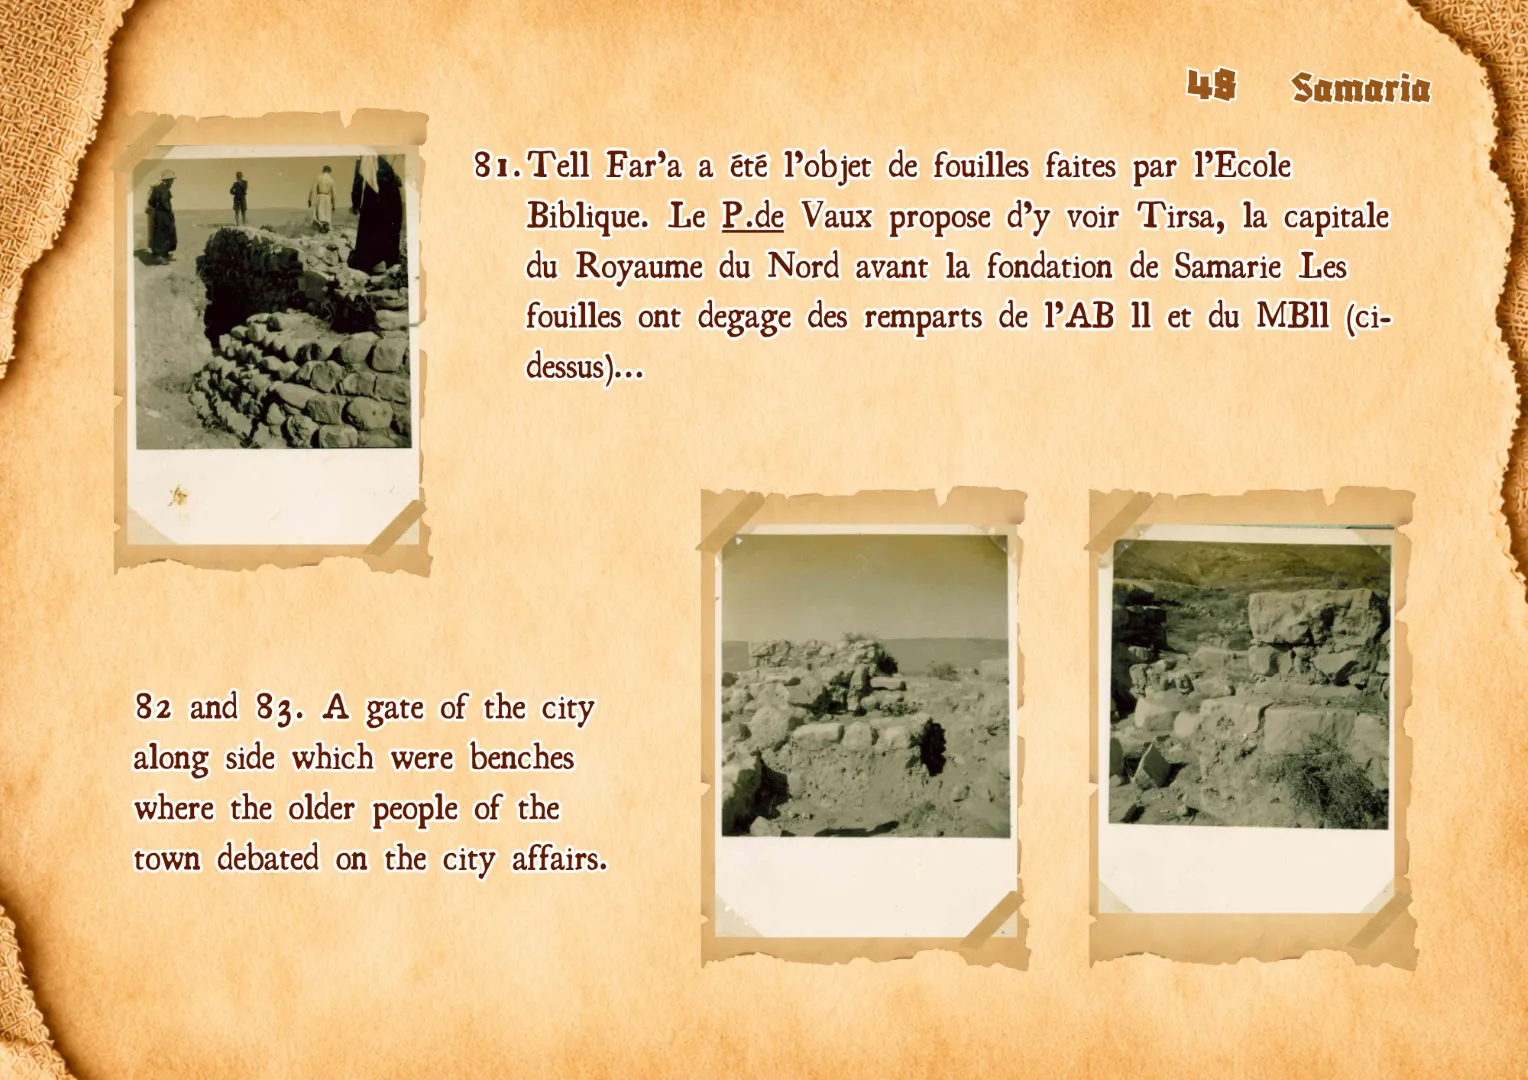 48 Samaria
81. Tell Far'a a été l'objet de fouilles faites par l'Ecole
Biblique. Le P.de Vaux propose d'y voir Tirsa, la capitale
du Royaume du Nord avant la fondation de Samarie Les
fouilles ont degage des remparts de l'AB ll et du MBll (ci-
dessus)...
82 and 83. A gate of the city
along side which were benches
where the older people of the
town debated on the city affairs.